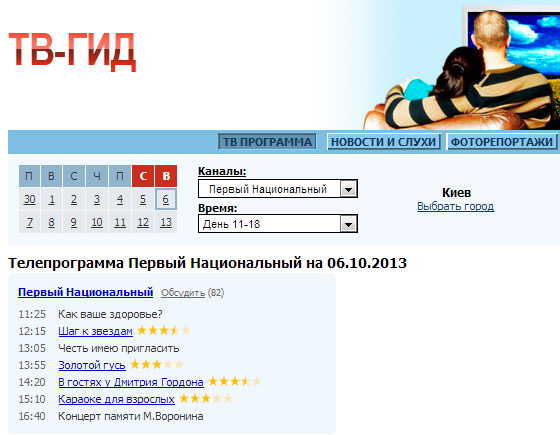 ТВ-ГИД
ТВ ПРОГРАММА НОВОСТИ И СЛУХИ ФОТОРЕПОРТАЖИ
П В С Ч П С В
30 1 2 3 4 5 6
7 8 9 10 11 12 13
Каналы:
Первый Национальный
Время:
День 11-18
Киев
Выбрать город
Телепрограмма Первый Национальный на 06.10.2013
Первый Национальный Обсудить (82)
11:25 Как ваше здоровье?
12:15 Шаг к звездам
13:05 Честь имею пригласить
13:55 Золотой гусь
14:20 В гостях у Дмитрия Гордона
15:10 Караоке для взрослых
16:40 Концерт памяти М.Воронина